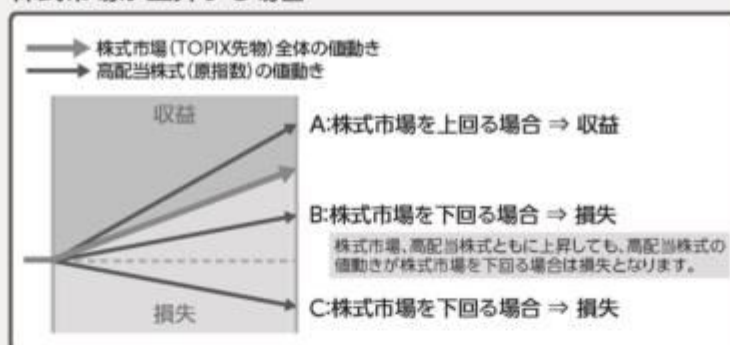 株式市場(TOPIX先物)全体の値動き
高配当株式(原指数)の値動き
収益
A:株式市場を上回る場合 ⇒ 収益
B:株式市場を下回る場合 ⇒ 損失
株式市場、高配当株式ともに上昇しても、高配当株式の
値動きが株式市場を下回る場合は損失となります。
損失
C:株式市場を下回る場合 ⇒ 損失